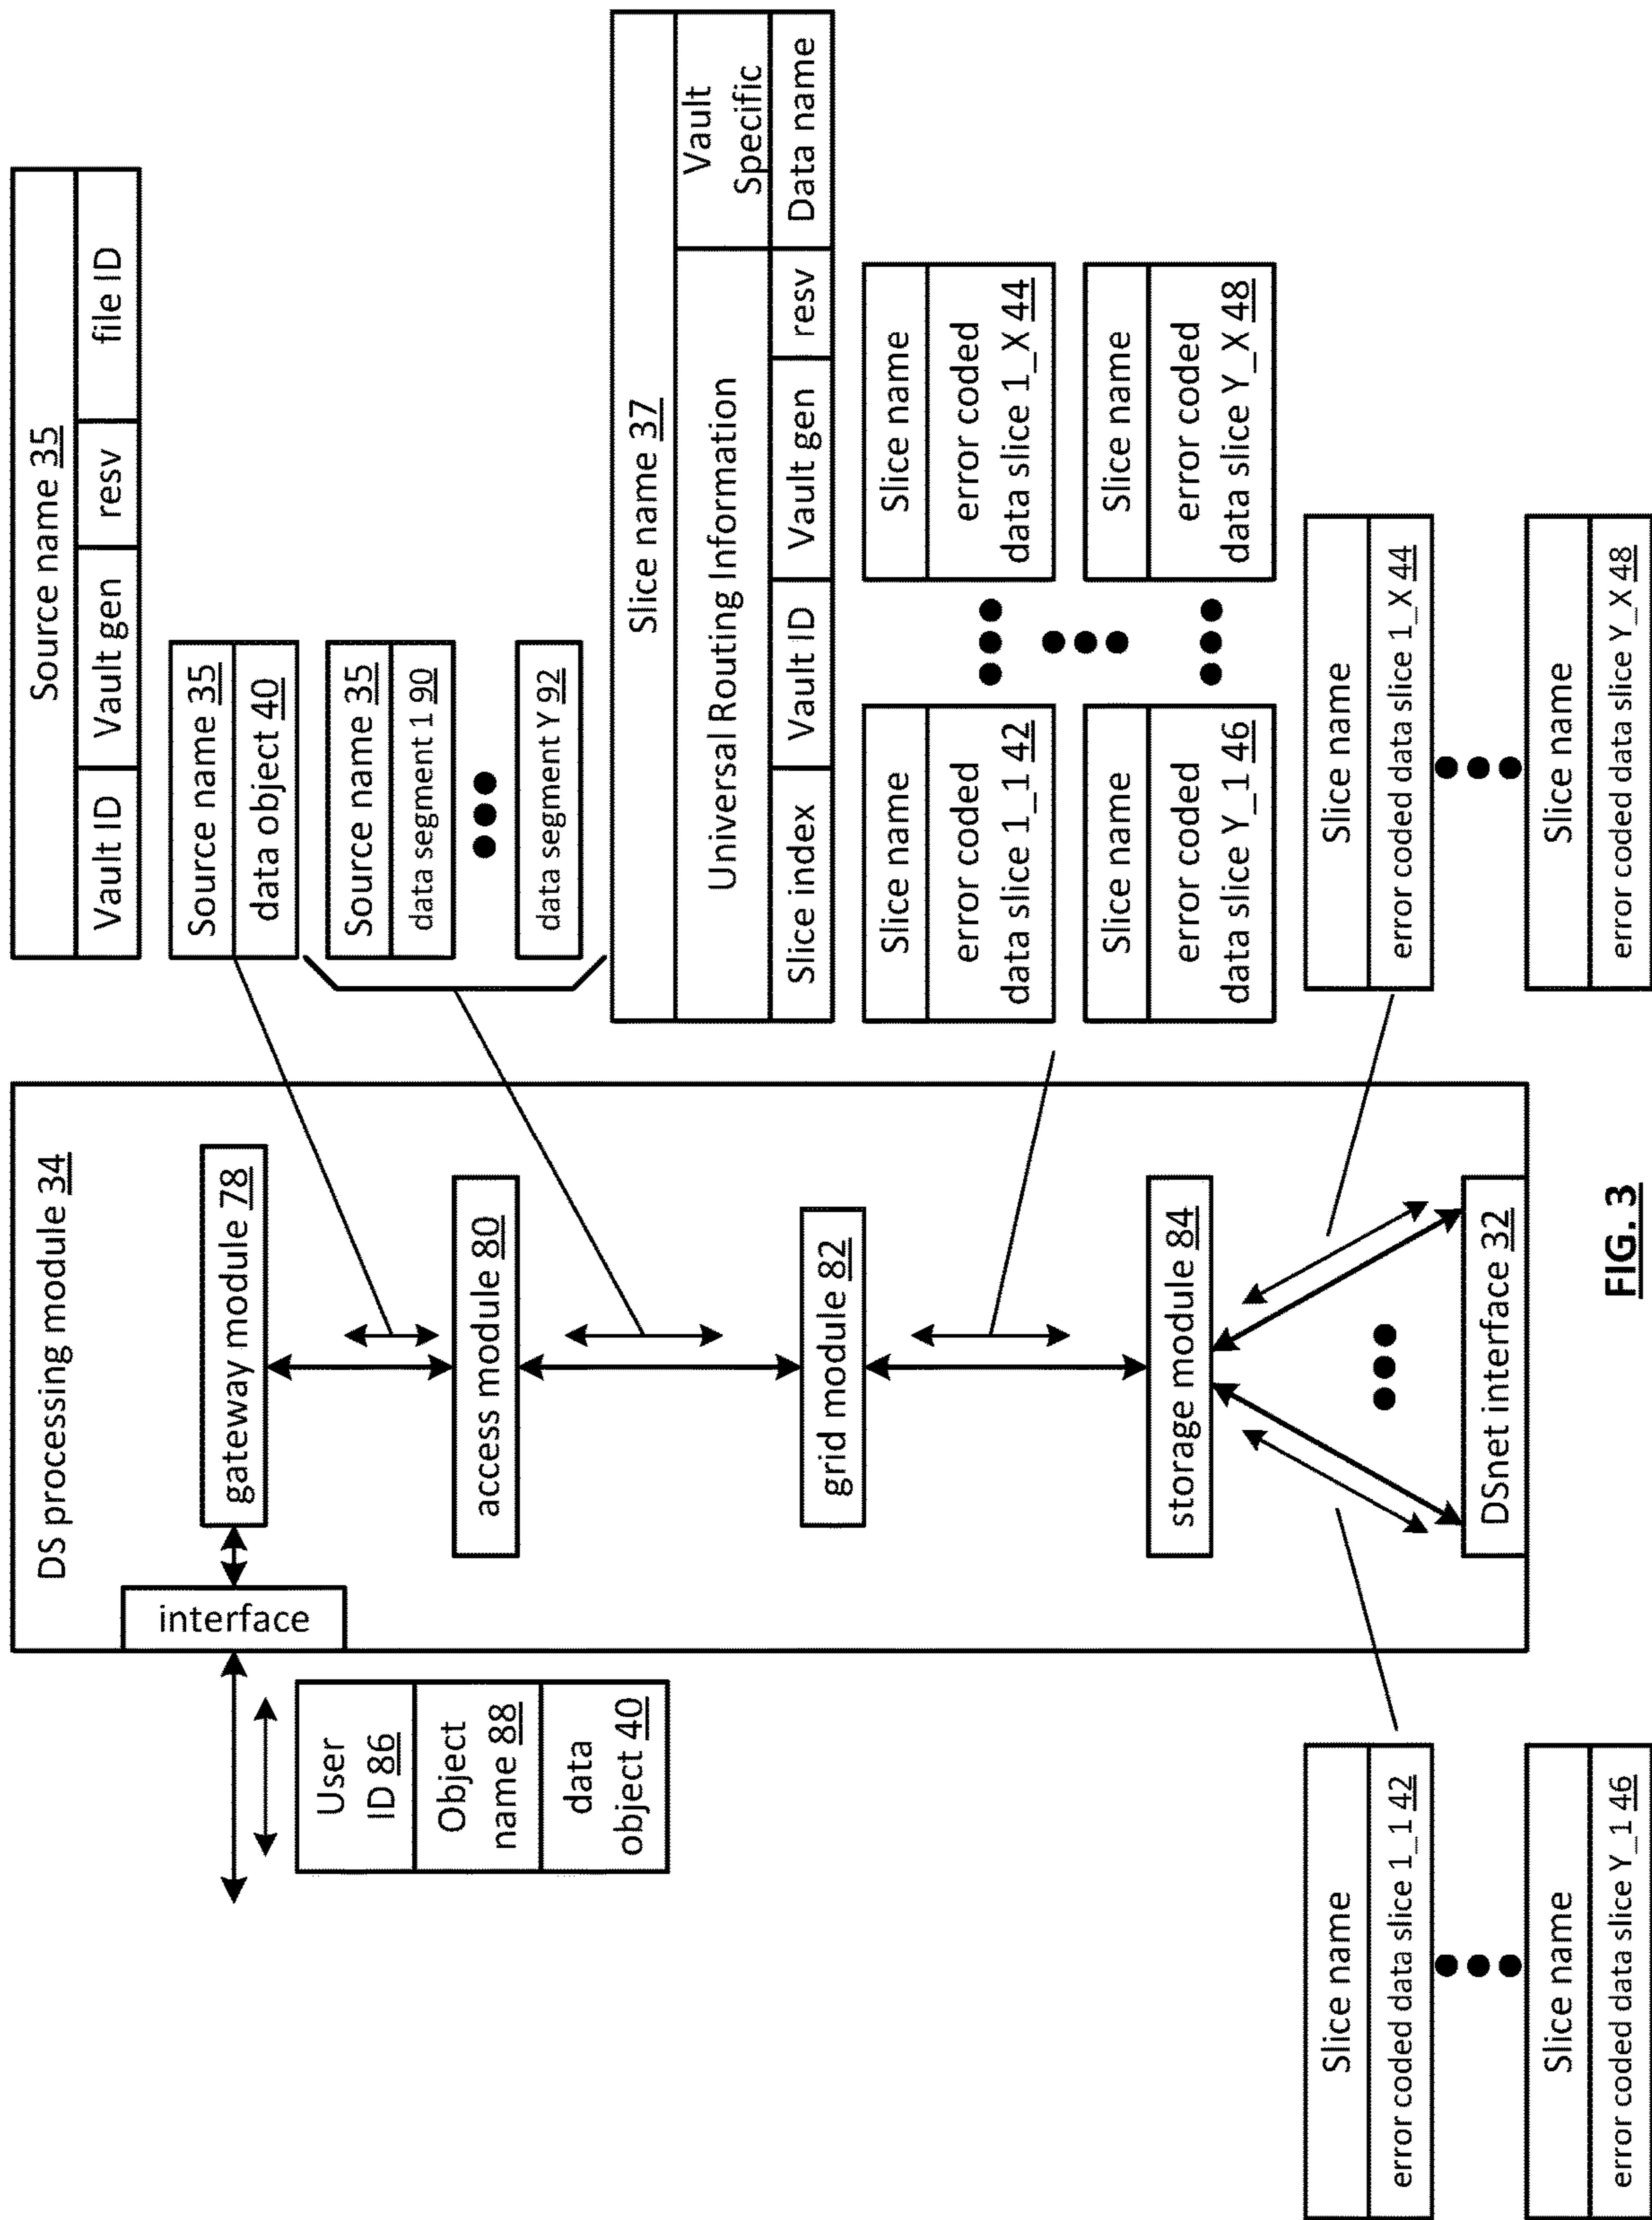 DS processing module 34
interface
gateway module 78
access module 80
grid module 82
storage module 84
DSnet interface 32
User
ID 86
Object
name 88
data
object 40
Source name 35
Vault ID
Vault gen
resv
file ID
Source name 35
data object 40
Source name 35
data segment 1 90
data segment Y 92
Slice name 37
Universal Routing Information
Vault
Specific
Slice index
Vault ID
Vault gen
resv
Data name
Slice name
error coded
data slice 1_1 42
Slice name
error coded
data slice 1_X 44
Slice name
error coded
data slice Y_1 46
Slice name
error coded
data slice Y_X 48
Slice name
error coded data slice 1_1 42
Slice name
error coded data slice Y_1 46
Slice name
error coded data slice 1_X 44
Slice name
error coded data slice Y_X 48
FIG. 3